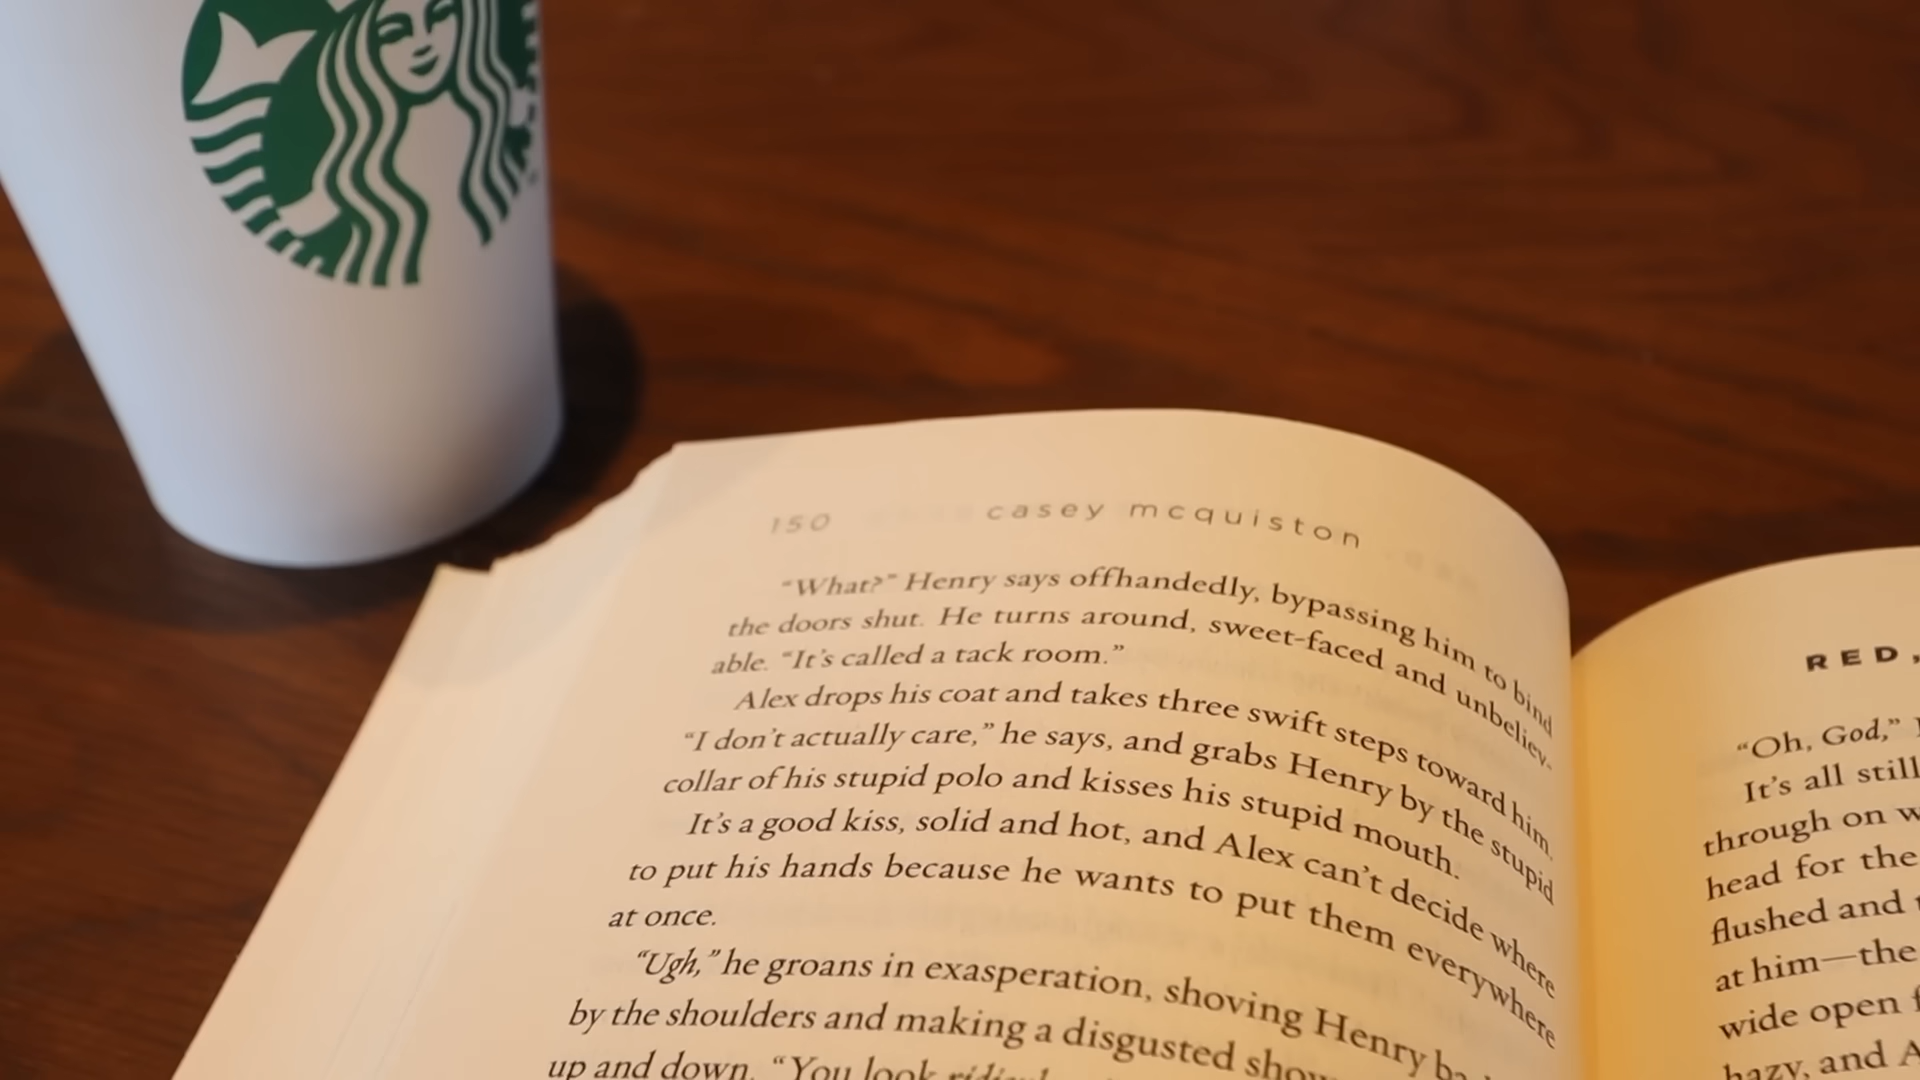 150 casey mcquiston
“What?” Henry says offhandedly, bypassing him to bind
the doors shut. He turns around, sweet-faced and unbeliev-
able. “It’s called a tack room.”
Alex drops his coat and takes three swift steps toward him.
“I don’t actually care,” he says, and grabs Henry by the stupid
collar of his stupid polo and kisses his stupid mouth.
It’s a good kiss, solid and hot, and Alex can’t decide where
to put his hands because he wants to put them everywhere
at once.
“Ugh,” he groans in exasperation, shoving Henry
by the shoulders and making a disgusted
up and down. “You look
RED,
“Oh, God,”
It’s all still
through on
head for the
flushed and
at him—the
wide open
hazy, and